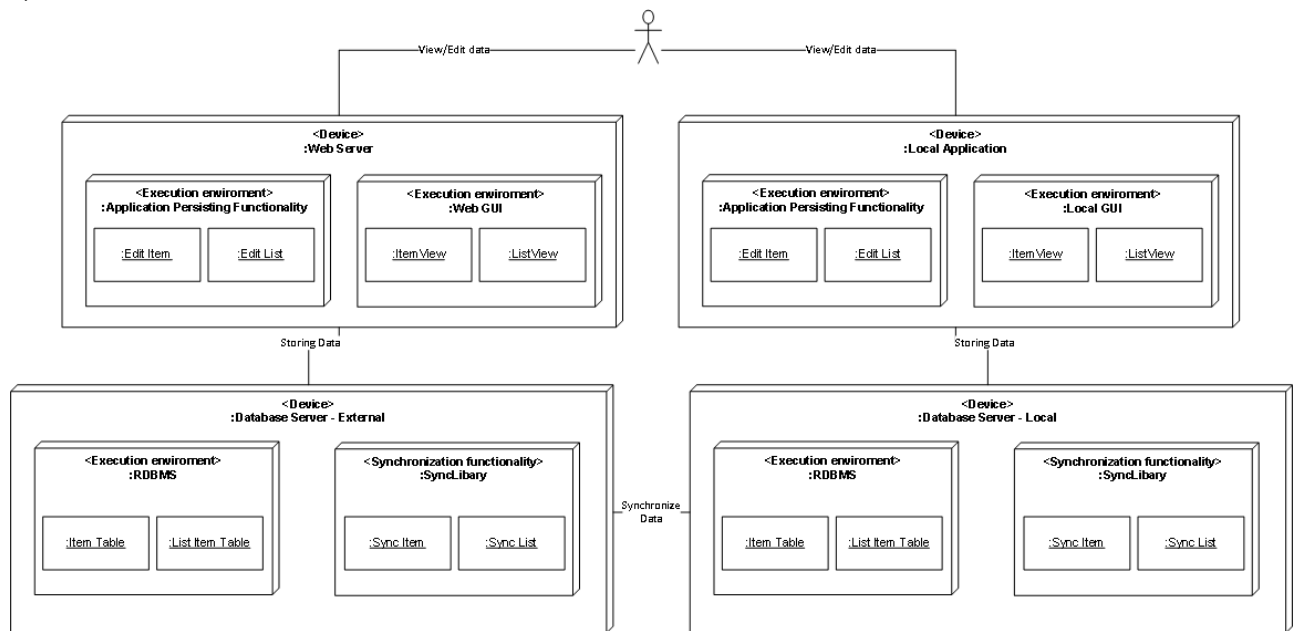 View/Edit data
View/Edit data
<Device>
:Web Server
<Execution enviroment>
:Application Persisting Functionality
:Edit Item
:Edit List
<Execution enviroment>
:Web GUI
:ItemView
:ListView
<Device>
:Local Application
<Execution enviroment>
:Application Persisting Functionality
:Edit Item
:Edit List
<Execution enviroment>
:Local GUI
:ItemView
:ListView
Storing Data
Storing Data
<Device>
:Database Server - External
<Execution enviroment>
:RDBMS
:Item Table
:List Item Table
<Synchronization functionality>
:SyncLibary
:Sync Item
:Sync List
Synchronize
Data
<Device>
:Database Server - Local
<Execution enviroment>
:RDBMS
:Item Table
:List Item Table
<Synchronization functionality>
:SyncLibary
:Sync Item
:Sync List